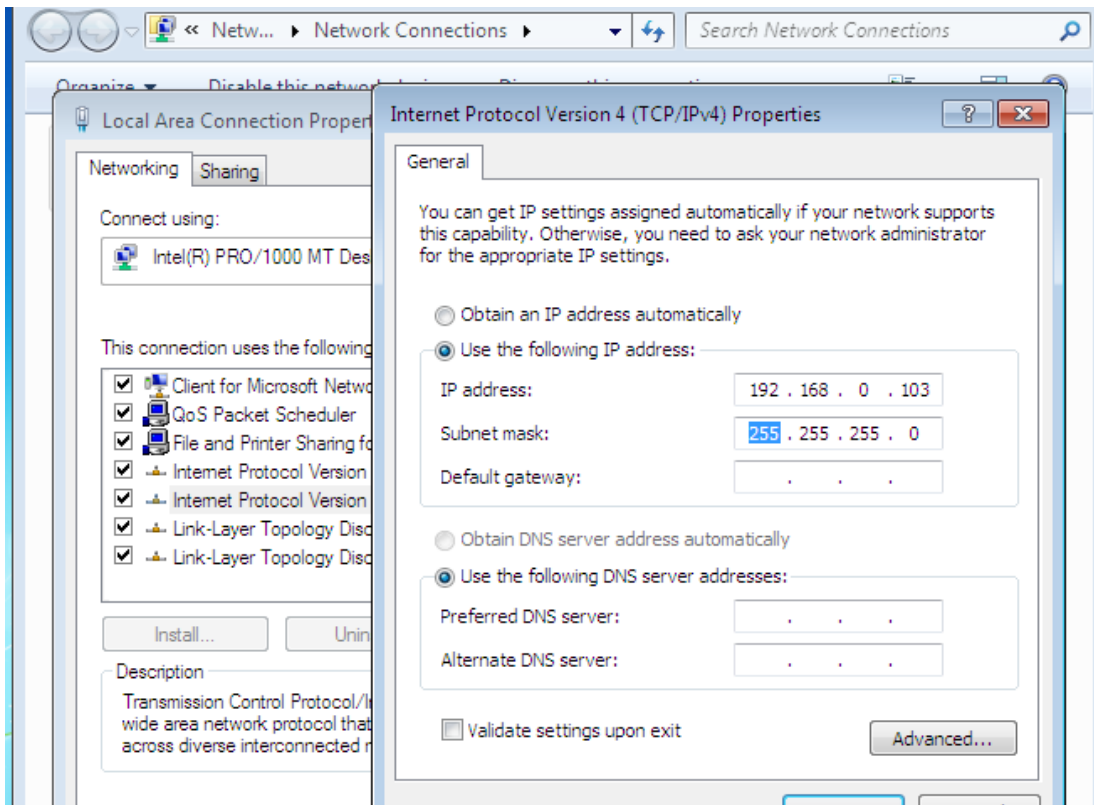 « Netw... ▸ Network Connections ▸
Search Network Connections
Organize
Disable this network
Local Area Connection Propert
Networking
Sharing
Connect using:
Intel(R) PRO/1000 MT Des
This connection uses the following
Client for Microsoft Netwo
QoS Packet Scheduler
File and Printer Sharing fo
Internet Protocol Version
Internet Protocol Version
Link-Layer Topology Disc
Link-Layer Topology Disc
Install...
Unin
Description
Transmission Control Protocol/I
wide area network protocol that
across diverse interconnected n
Internet Protocol Version 4 (TCP/IPv4) Properties
General
You can get IP settings assigned automatically if your network supports
this capability. Otherwise, you need to ask your network administrator
for the appropriate IP settings.
Obtain an IP address automatically
Use the following IP address:
IP address: 192 . 168 . 0 . 103
Subnet mask: 255 . 255 . 255 . 0
Default gateway: . . .
Obtain DNS server address automatically
Use the following DNS server addresses:
Preferred DNS server: . . .
Alternate DNS server: . . .
Validate settings upon exit
Advanced...